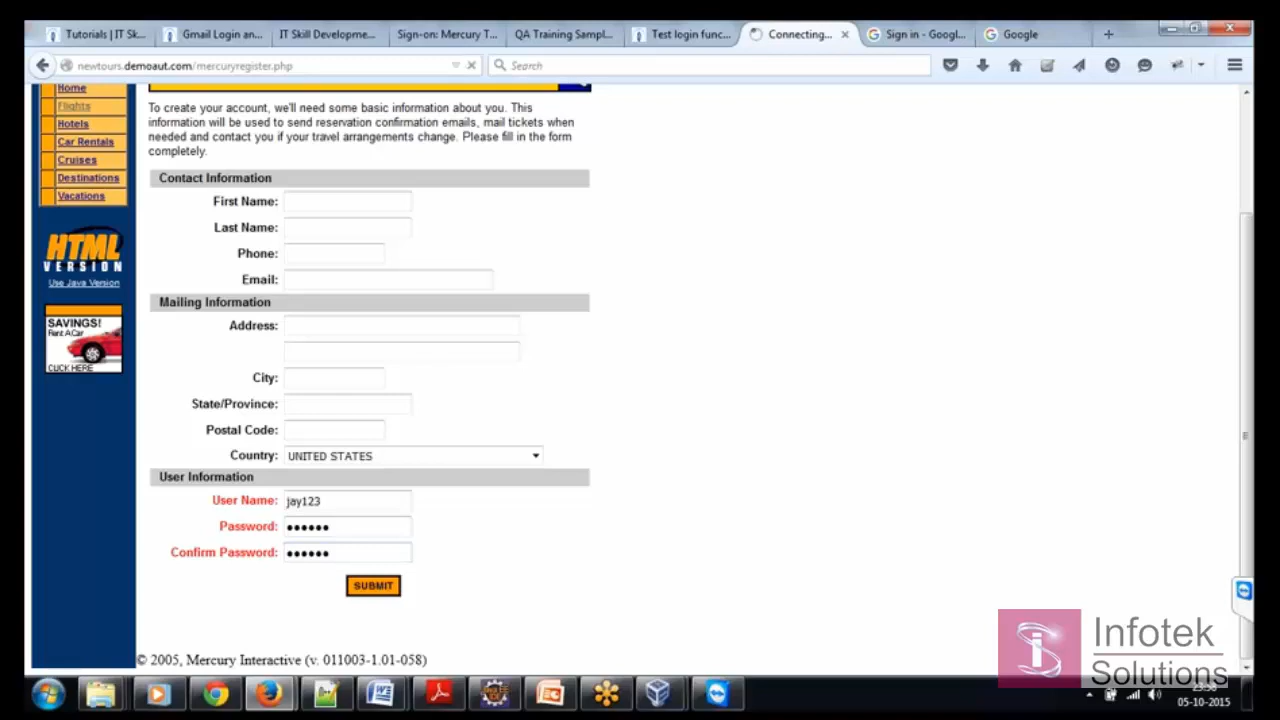 Tutorials | IT Sk...
Gmail Login an...
IT Skill Developme...
Sign-on: Mercury T...
QA Training Sampl...
Test login func...
Connecting...
Sign in - Googl...
Google
newtours.demoaut.com/mercuryregister.php
Search
Home
Flights
Hotels
Car Rentals
Cruises
Destinations
Vacations
HTML
VERSION
Use Java Version
SAVINGS!
Rent A Car
CLICK HERE
To create your account, we'll need some basic information about you. This
information will be used to send reservation confirmation emails, mail tickets when
needed and contact you if your travel arrangements change. Please fill in the form
completely.
Contact Information
First Name:
Last Name:
Phone:
Email:
Mailing Information
Address:
City:
State/Province:
Postal Code:
Country: UNITED STATES
User Information
User Name: jay123
Password: ●●●●●●
Confirm Password: ●●●●●●
SUBMIT
© 2005, Mercury Interactive (v. 011003-1.01-058)
Infotek
Solutions
05-10-2015